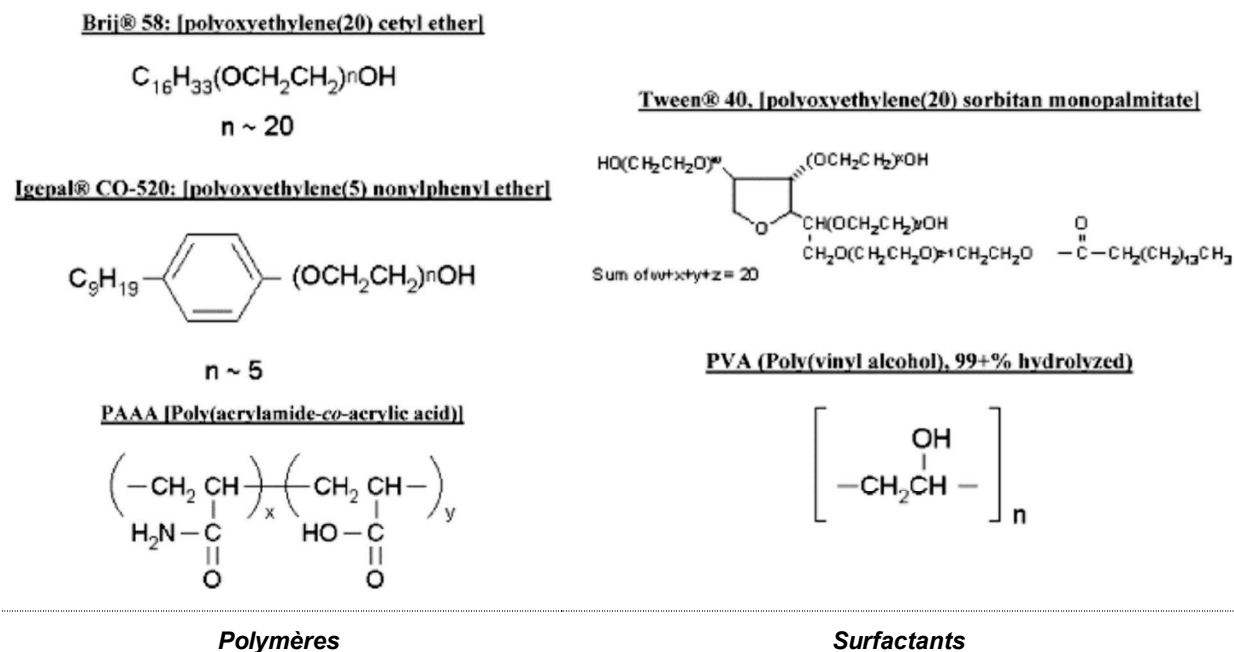 Brij® 58: [polyoxyethylene(20) cetyl ether]
C16H33(OCH2CH2)nOH
n ~ 20
Igepal® CO-520: [polyoxyethylene(5) nonylphenyl ether]
C9H19 (OCH2CH2)nOH
n ~ 5
PAAA [Poly(acrylamide-co-acrylic acid)]
CH2 CH x CH2 CH y
H2N C HO C
O O
Tween® 40, [polyoxyethylene(20) sorbitan monopalmitate]
HO(CH2CH2O)w (OCH2CH2)xOH
O CH(OCH2CH2)yOH O
CH2O(CH2CH2O)z-1CH2CH2O C CH2(CH2)13CH3
Sum of w+x+y+z = 20
PVA (Poly(vinyl alcohol), 99+% hydrolyzed)
OH
CH2CH n
Polymères Surfactants